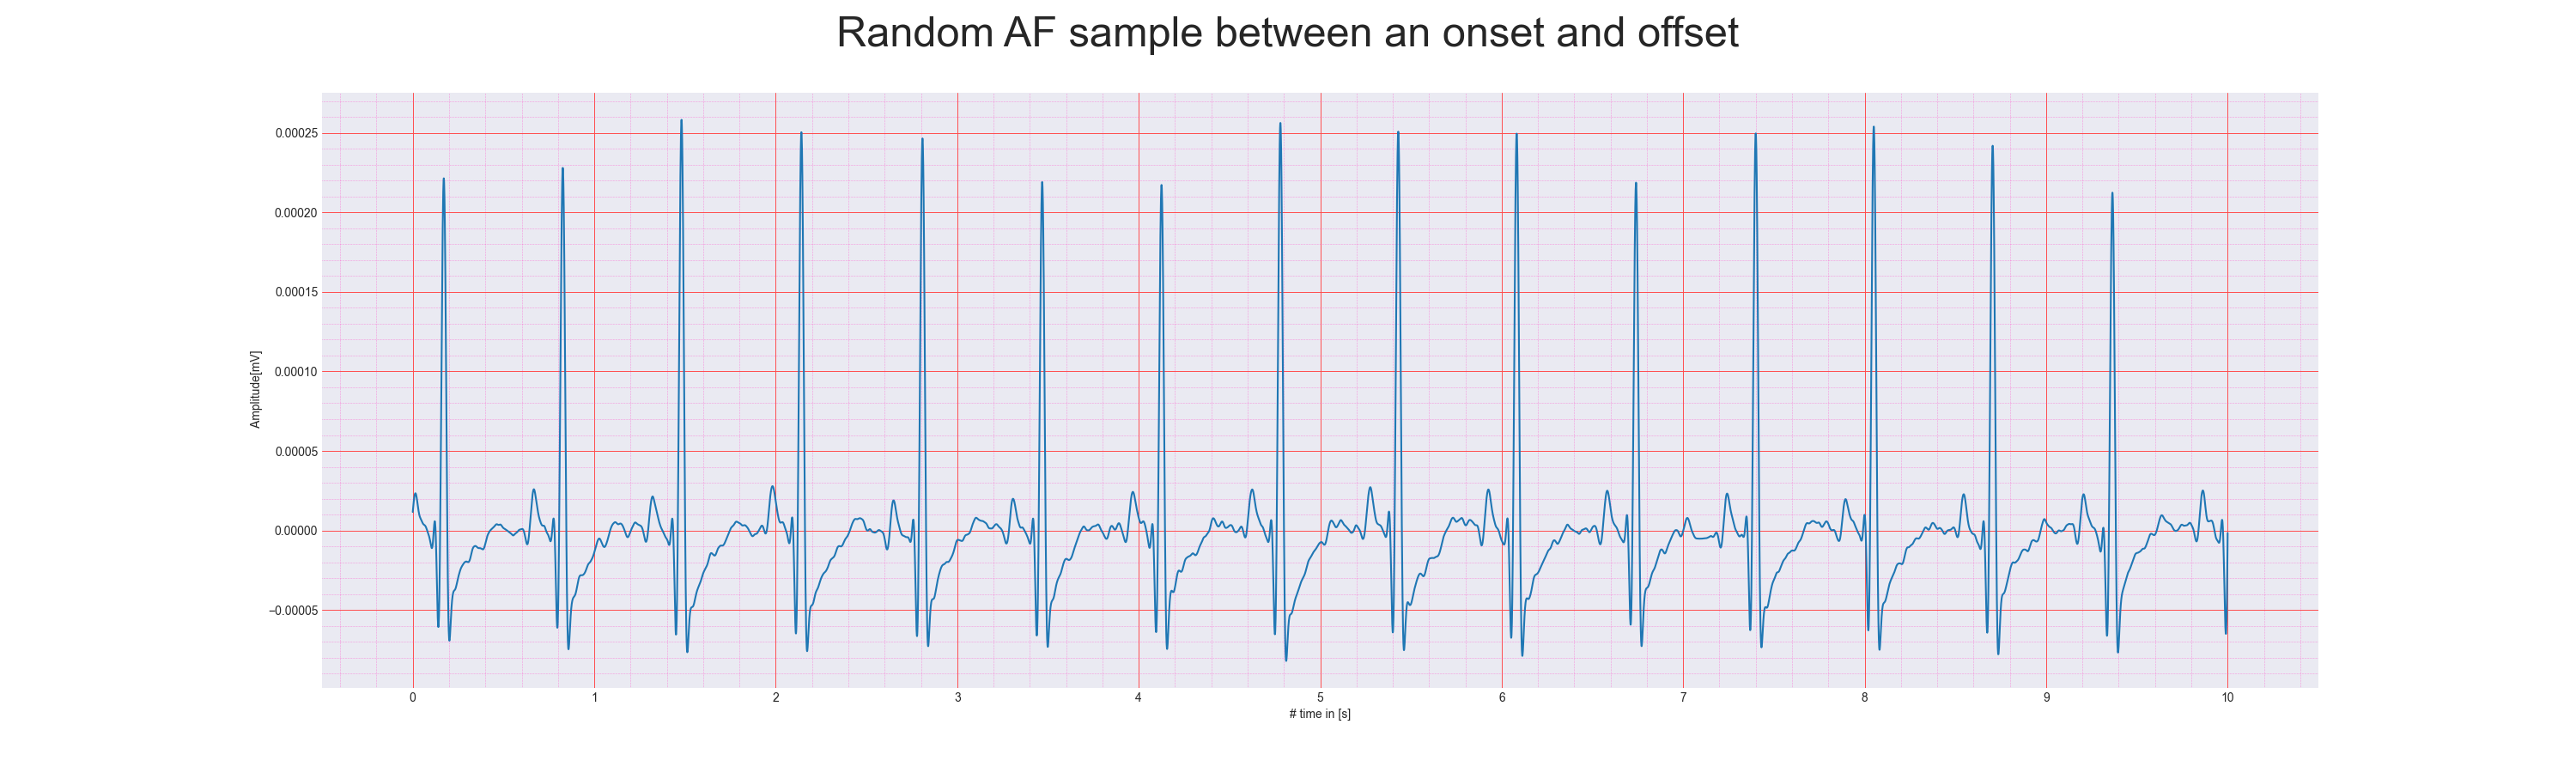 Random AF sample between an onset and offset
0.00025
0.00020
0.00015
0.00010
0.00005
0.00000
−0.00005
Amplitude[mV]
0 1 2 3 4 5 6 7 8 9 10
# time in [s]